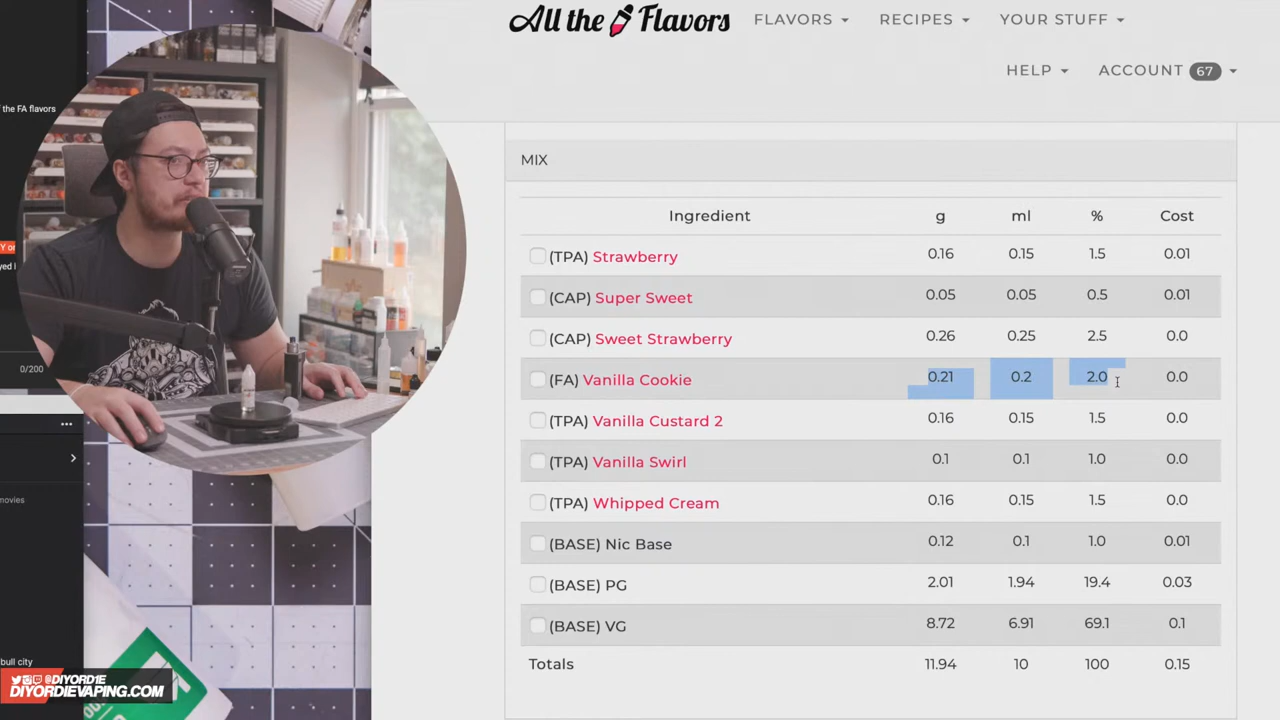 All the Flavors
FLAVORS
RECIPES
YOUR STUFF
HELP
ACCOUNT 67
the FA flavors
0/200
movies
bull city
@DIYORD1E
DIYORDIEVAPING.COM
MIX
Ingredient g ml % Cost
(TPA) Strawberry 0.16 0.15 1.5 0.01
(CAP) Super Sweet 0.05 0.05 0.5 0.01
(CAP) Sweet Strawberry 0.26 0.25 2.5 0.0
(FA) Vanilla Cookie 0.21 0.2 2.0 0.0
(TPA) Vanilla Custard 2 0.16 0.15 1.5 0.0
(TPA) Vanilla Swirl 0.1 0.1 1.0 0.0
(TPA) Whipped Cream 0.16 0.15 1.5 0.0
(BASE) Nic Base 0.12 0.1 1.0 0.01
(BASE) PG 2.01 1.94 19.4 0.03
(BASE) VG 8.72 6.91 69.1 0.1
Totals 11.94 10 100 0.15